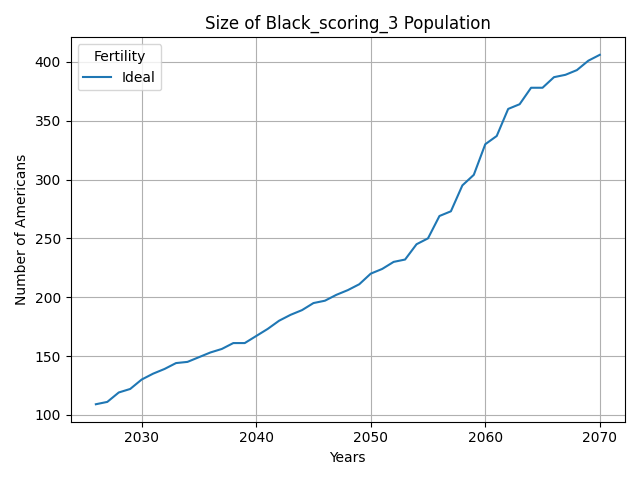 Size of Black_scoring_3 Population
Fertility
Ideal
Number of Americans
400
350
300
250
200
150
100
2030 2040 2050 2060 2070
Years